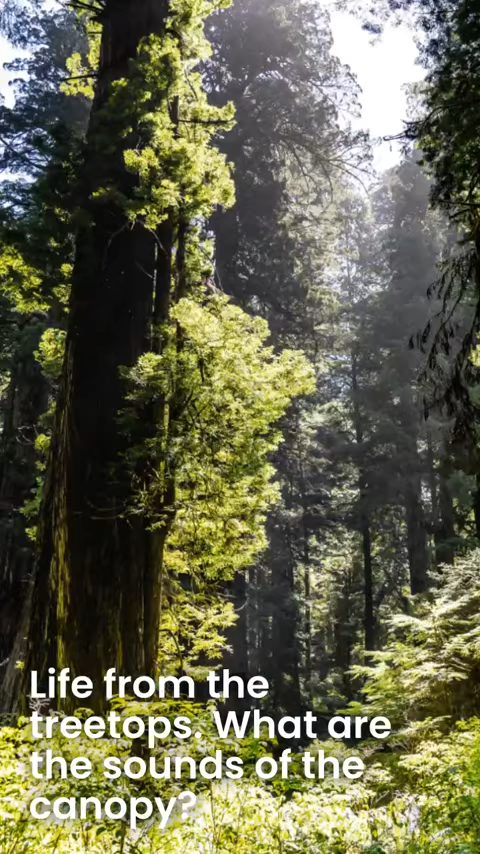 Life from the
treetops. What are
the sounds of the
canopy?